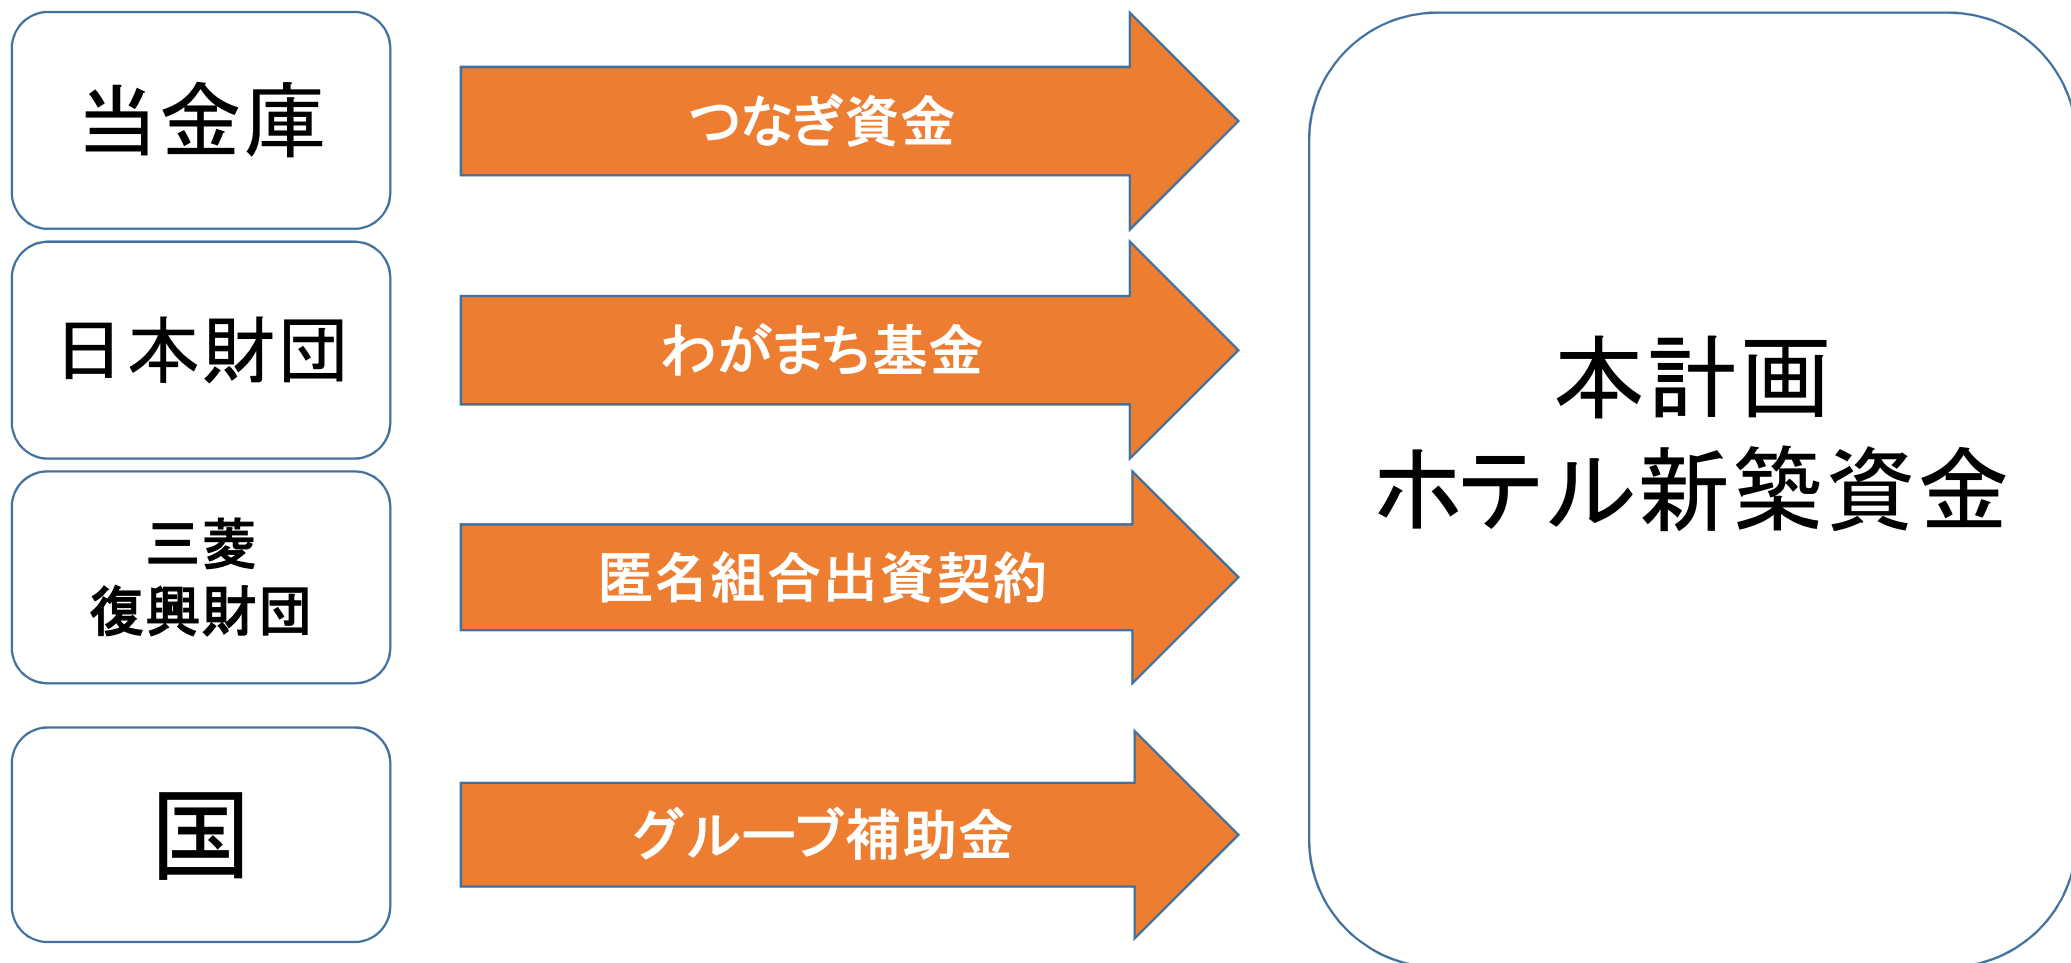 当金庫
つなぎ資金
日本財団
わがまち基金
三菱
復興財団
匿名組合出資契約
国
グループ補助金
本計画
ホテル新築資金